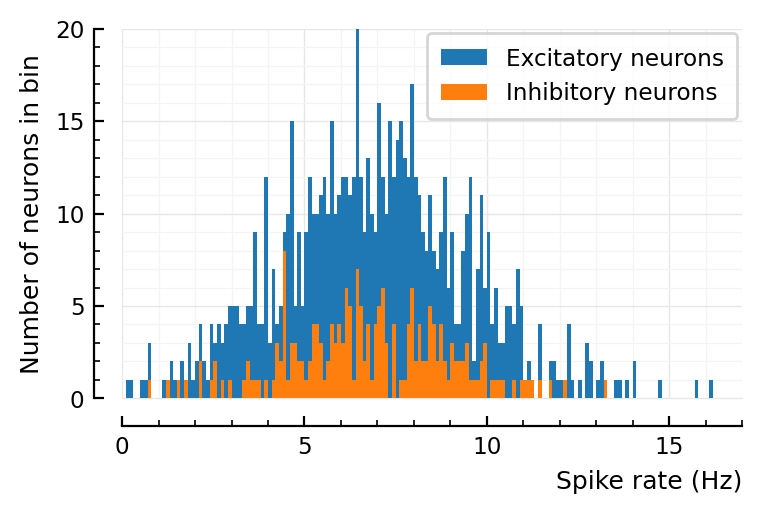 Number of neurons in bin
20
15
10
5
0
Excitatory neurons
Inhibitory neurons
0 5 10 15
Spike rate (Hz)